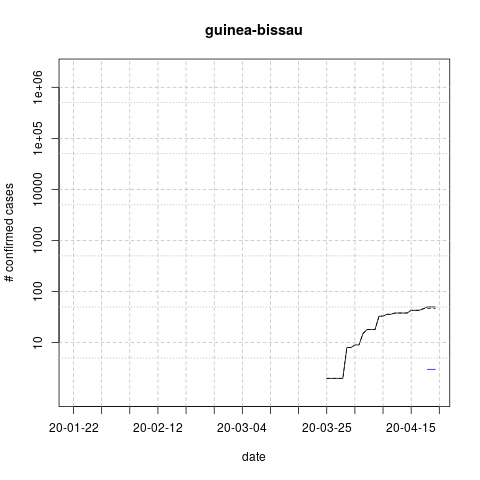 guinea-bissau
# confirmed cases
1e+06
1e+05
10000
1000
100
10
20-01-22
20-02-12
20-03-04
20-03-25
20-04-15
date